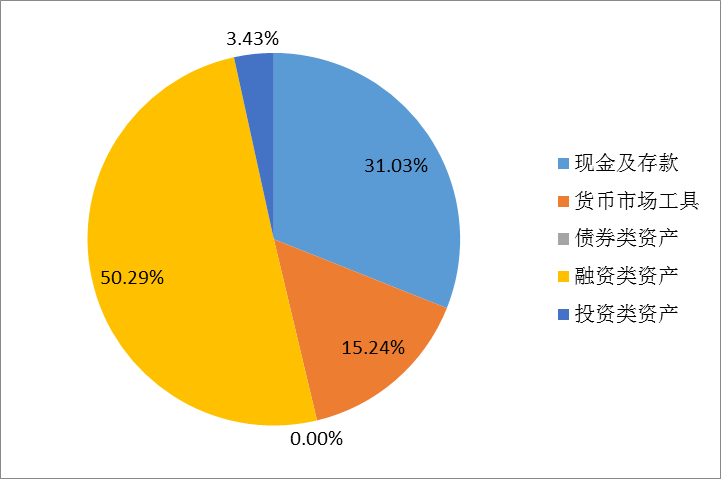 3.43%
31.03%
50.29%
15.24%
0.00%
现金及存款
货币市场工具
债券类资产
融资类资产
投资类资产